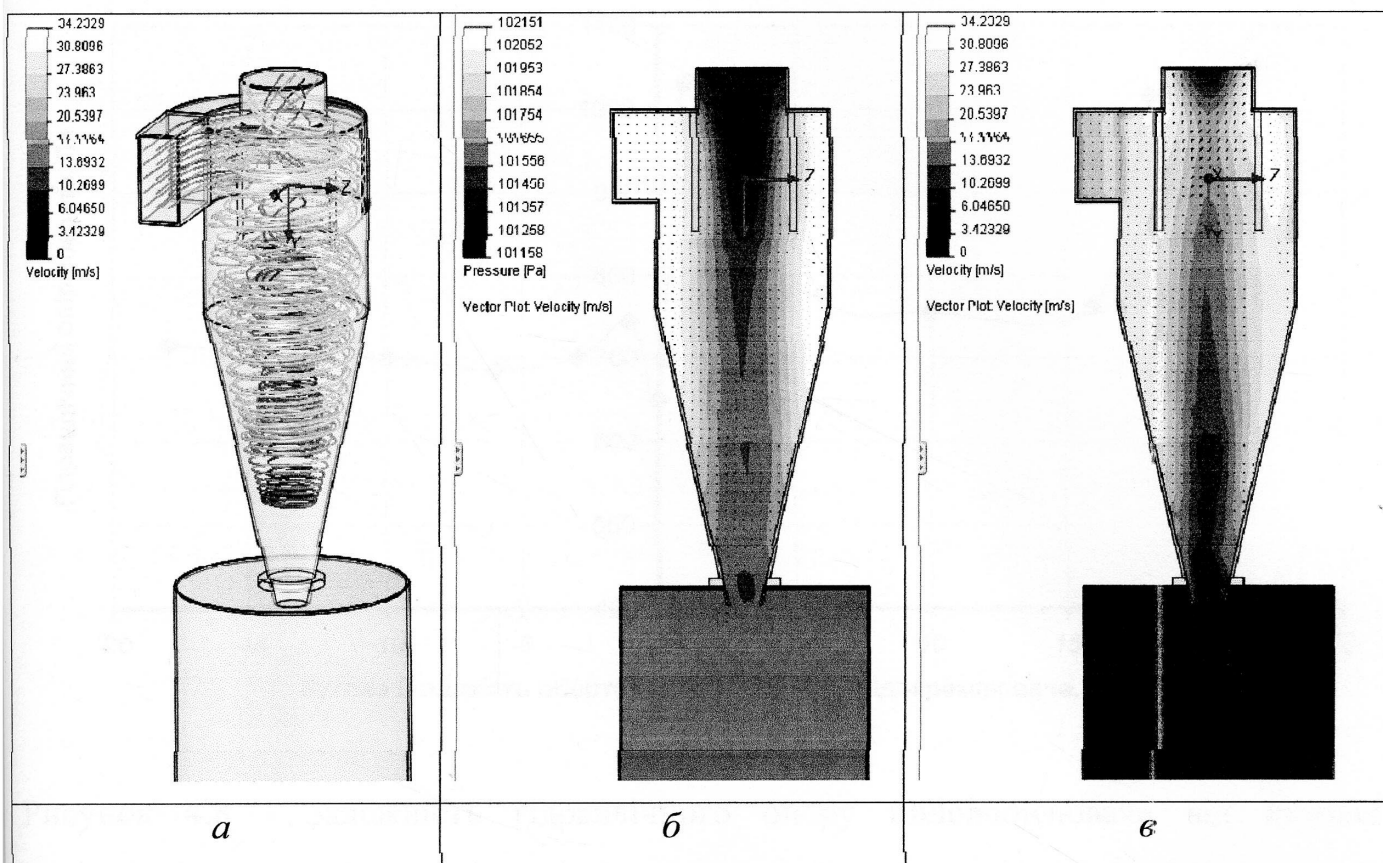 34.2329
30.8096
27.3863
23.963
20.5397
13.6932
10.2699
6.04650
3.42329
0
Velocity [m/s]
Z
Y
а
102151
102052
101953
101854
101754
101655
101556
101456
101357
101258
101158
Pressure [Pa]
Vector Plot: Velocity [m/s]
Z
б
34.2329
30.8096
27.3863
23.963
20.5397
13.6932
10.2699
6.04650
3.42329
0
Velocity [m/s]
Vector Plot: Velocity [m/s]
X
Z
в